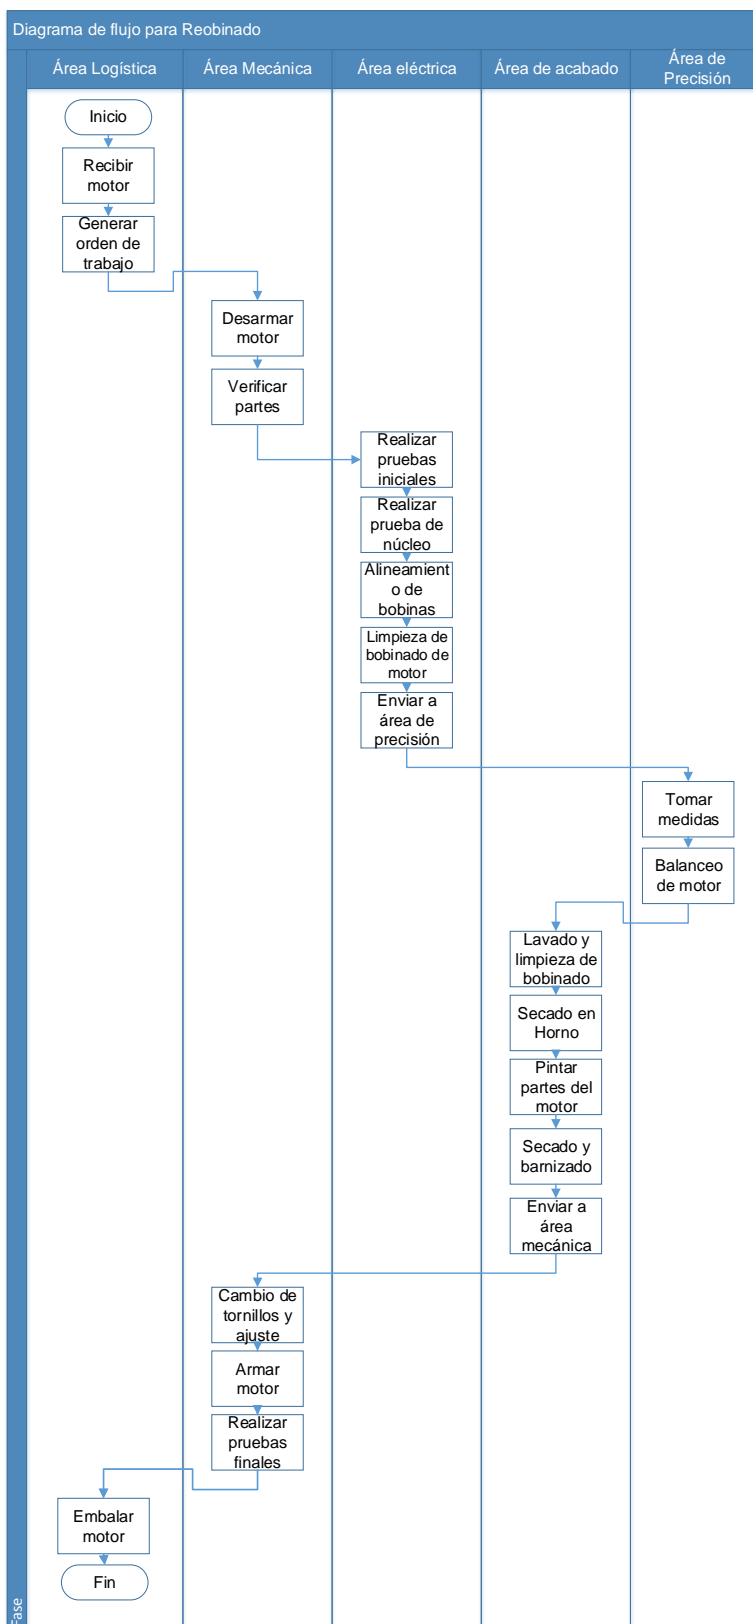 Diagrama de flujo para Reobinado
Área Logística
Área Mecánica
Área eléctrica
Área de acabado
Área de
Precisión
Inicio
Recibir
motor
Generar
orden de
trabajo
Desarmar
motor
Verificar
partes
Realizar
pruebas
iniciales
Realizar
prueba de
núcleo
Alineamient
o de
bobinas
Limpieza de
bobinado de
motor
Enviar a
área de
precisión
Tomar
medidas
Balanceo
de motor
Lavado y
limpieza de
bobinado
Secado en
Horno
Pintar
partes del
motor
Secado y
barnizado
Enviar a
área
mecánica
Cambio de
tornillos y
ajuste
Armar
motor
Realizar
pruebas
finales
Embalar
motor
Fin
Fase